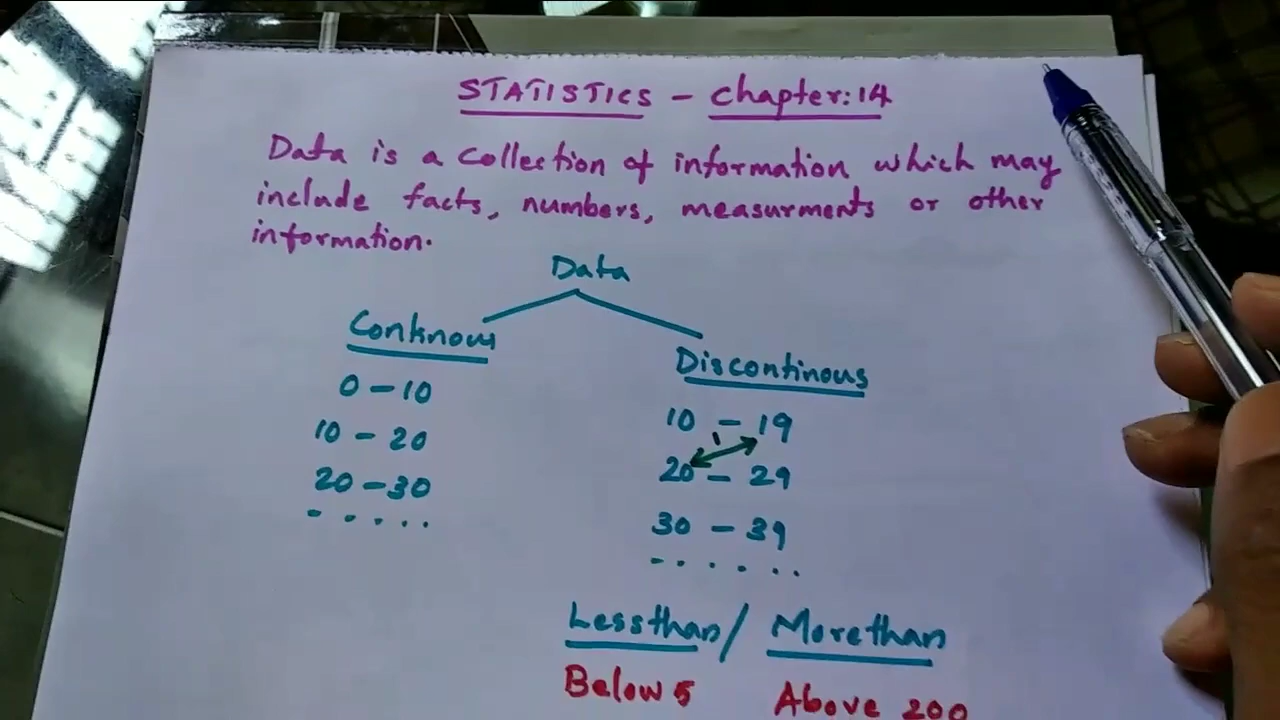 STATISTICS - Chapter:14
Data is a collection of information which may
include facts, numbers, measurments or other
information.
Data
Continous
Discontinous
0 - 10
10 - 20
20 - 30
- . . . .
10 - 19
1
20 - 29
30 - 39
- . . . . .
Lessthan / Morethan
Below 5 Above 200